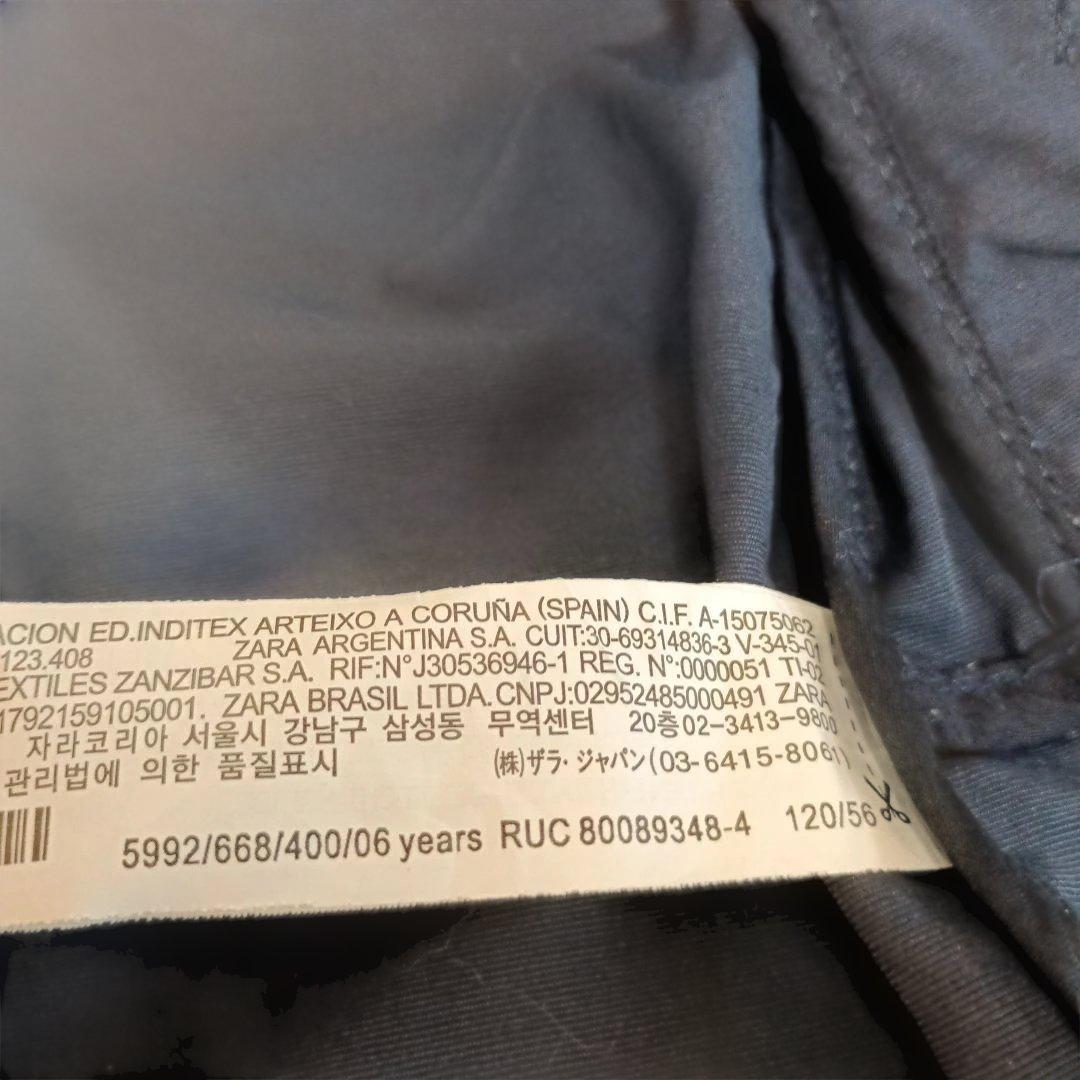 ACION ED.INDITEX ARTEIXO A CORUÑA (SPAIN) C.I.F. A-15075062
123.408 ZARA ARGENTINA S.A. CUIT:30-69314836-3 V-345-01
EXTILES ZANZIBAR S.A. RIF:N°J30536946-1 REG. N°:0000051 TI-02
1792159105001. ZARA BRASIL LTDA.CNPJ:02952485000491 ZARA
자라코리아 서울시 강남구 삼성동 무역센터 20층02-3413-9800
관리법에 의한 품질표시 (株)ザラ・ジャパン(03-6415-8061)
5992/668/400/06 years RUC 80089348-4 120/56